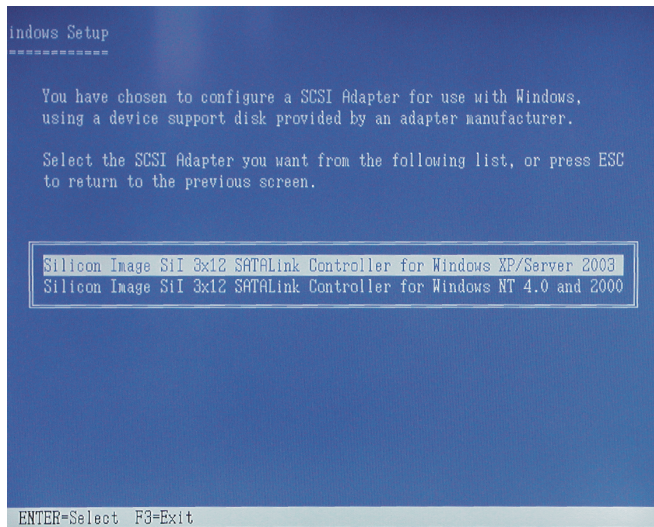 indows Setup
============
You have chosen to configure a SCSI Adapter for use with Windows,
using a device support disk provided by an adapter manufacturer.
Select the SCSI Adapter you want from the following list, or press ESC
to return to the previous screen.
Silicon Image SiI 3x12 SATALink Controller for Windows XP/Server 2003
Silicon Image SiI 3x12 SATALink Controller for Windows NT 4.0 and 2000
ENTER=Select F3=Exit